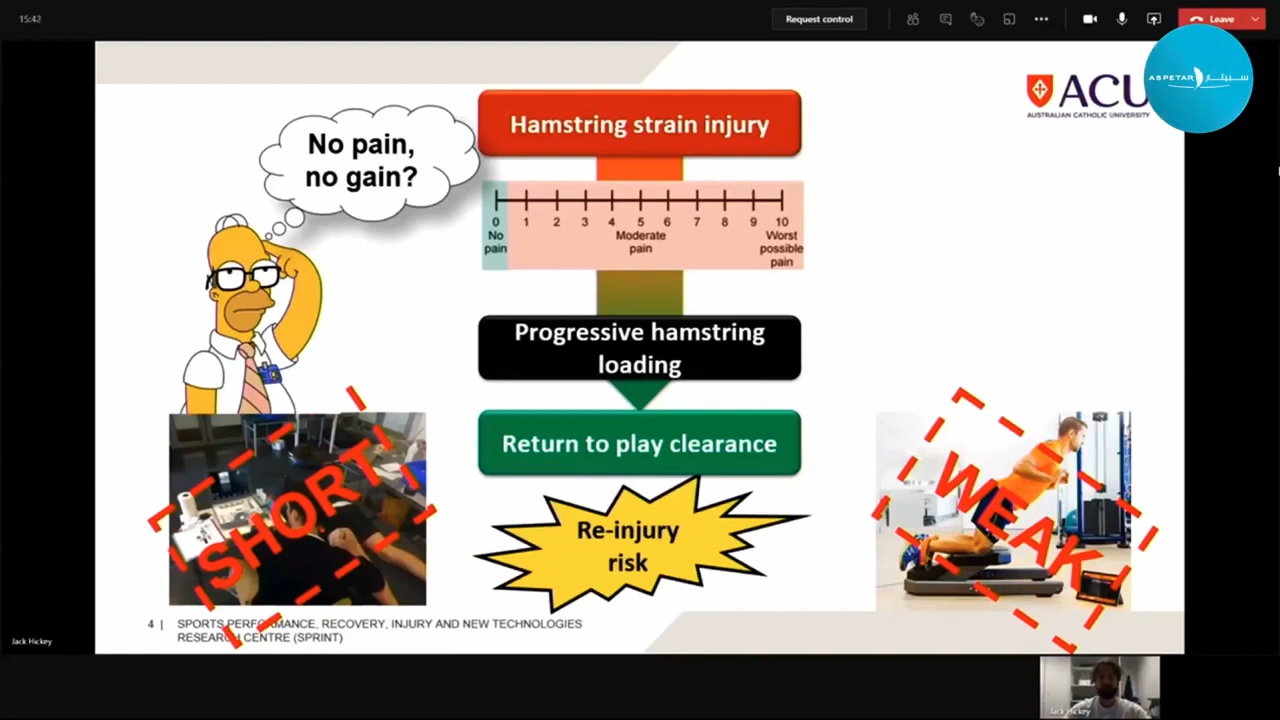 15:42
Request control
Leave
ASPETAR سبيتار
ACU
AUSTRALIAN CATHOLIC UNIVERSITY
No pain,
no gain?
Hamstring strain injury
0 1 2 3 4 5 6 7 8 9 10
No pain
Moderate pain
Worst possible pain
Progressive hamstring
loading
Return to play clearance
SHORT
WEAK
Re-injury
risk
4 | SPORTS PERFORMANCE, RECOVERY, INJURY AND NEW TECHNOLOGIES
RESEARCH CENTRE (SPRINT)
Jack Hickey
Jack Hickey